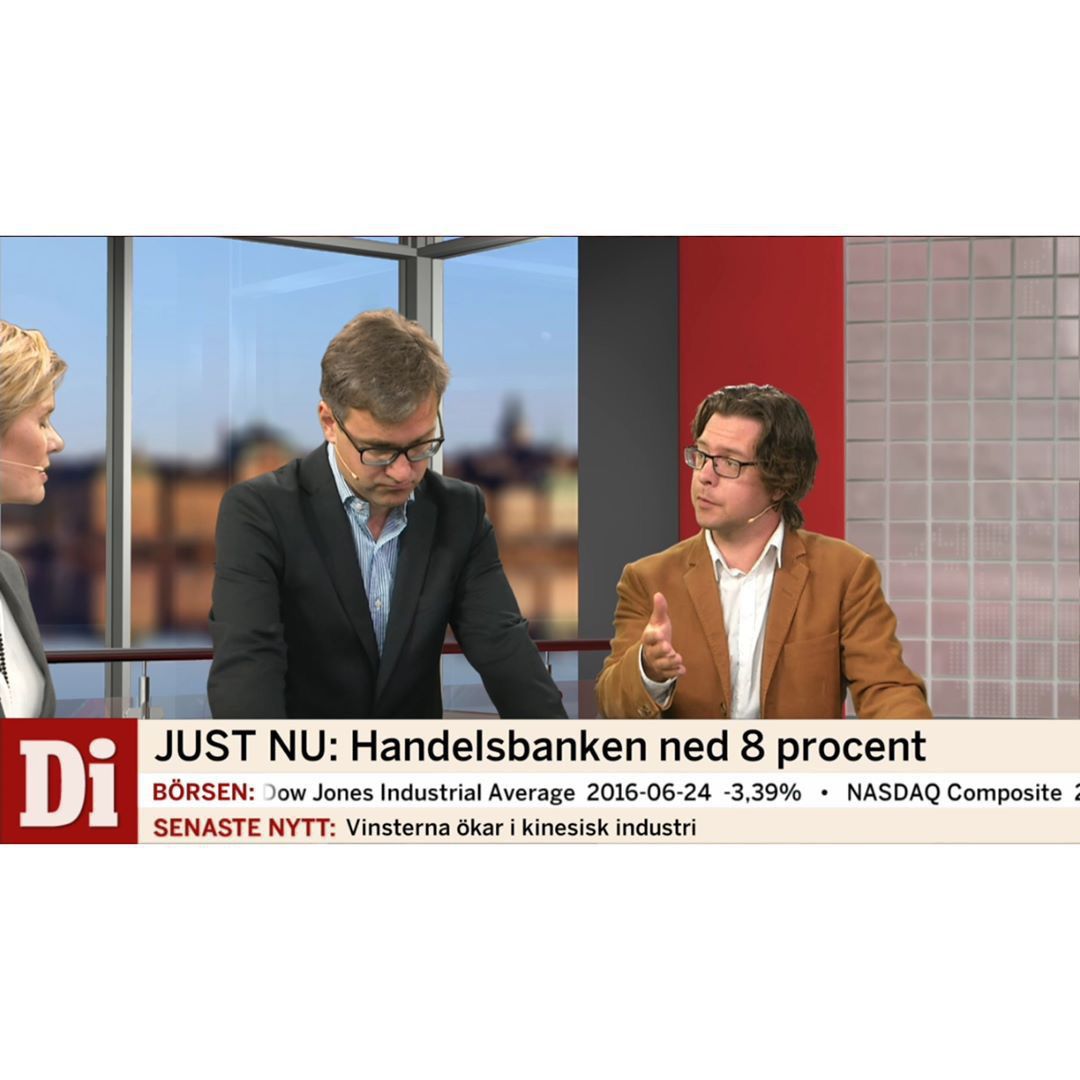 Di
JUST NU: Handelsbanken ned 8 procent
BÖRSEN: Dow Jones Industrial Average 2016-06-24 -3,39% • NASDAQ Composite
SENASTE NYTT: Vinsterna ökar i kinesisk industri